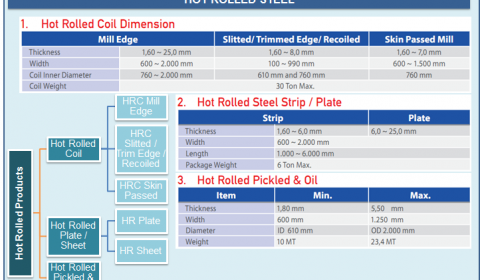 HOT ROLLED STEEL
1. Hot Rolled Coil Dimension
Mill Edge Slitted/ Trimmed Edge/ Recoiled Skin Passed Mill
Thickness 1,60 ~ 25,0 mm 1,60 ~ 8,0 mm 1,60 ~ 7,0 mm
Width 600 ~ 2.000 mm 100 ~ 990 mm 600 ~ 1.500 mm
Coil Inner Diameter 760 ~ 2.000 mm 610 mm and 760 mm 760 mm
Coil Weight 30 Ton Max.
2. Hot Rolled Steel Strip / Plate
Strip Plate
Thickness 1,60 ~ 6,0 mm 6,0 ~ 25,0 mm
Width 600 ~ 2.000 mm
Length 1.000 ~ 6.000 mm
Package Weight 6 Ton Max.
3. Hot Rolled Pickled & Oil
Item Min. Max.
Thickness 1,80 mm 5,50 mm
Width 600 mm 1.250 mm
Diameter ID 610 mm OD 2.000 mm
Weight 10 MT 23,4 MT
Hot Rolled Products
Hot Rolled
Coil
HRC Mill
Edge
HRC
Slitted /
Trim Edge /
Recoiled
HRC Skin
Passed
Hot Rolled
Plate /
Sheet
HR Plate
HR Sheet
Hot Rolled
Pickled &